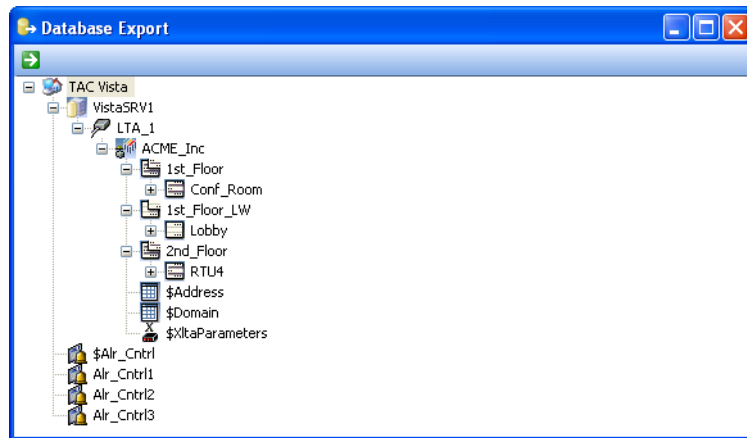 Database Export
TAC Vista
VistaSRV1
LTA_1
ACME_Inc
1st_Floor
Conf_Room
1st_Floor_LW
Lobby
2nd_Floor
RTU4
$Address
$Domain
$XltaParameters
$Alr_Cntrl
Alr_Cntrl1
Alr_Cntrl2
Alr_Cntrl3